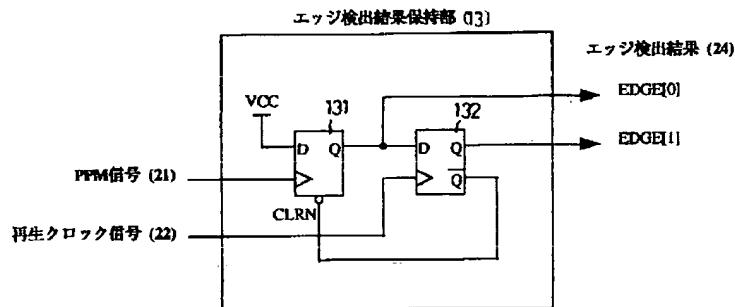 エッジ検出結果保持部 (13)
エッジ検出結果 (24)
EDGE[0]
VCC
131
132
D Q
D Q
EDGE[1]
PPM信号 (21)
Q
CLRN
再生クロック信号 (22)